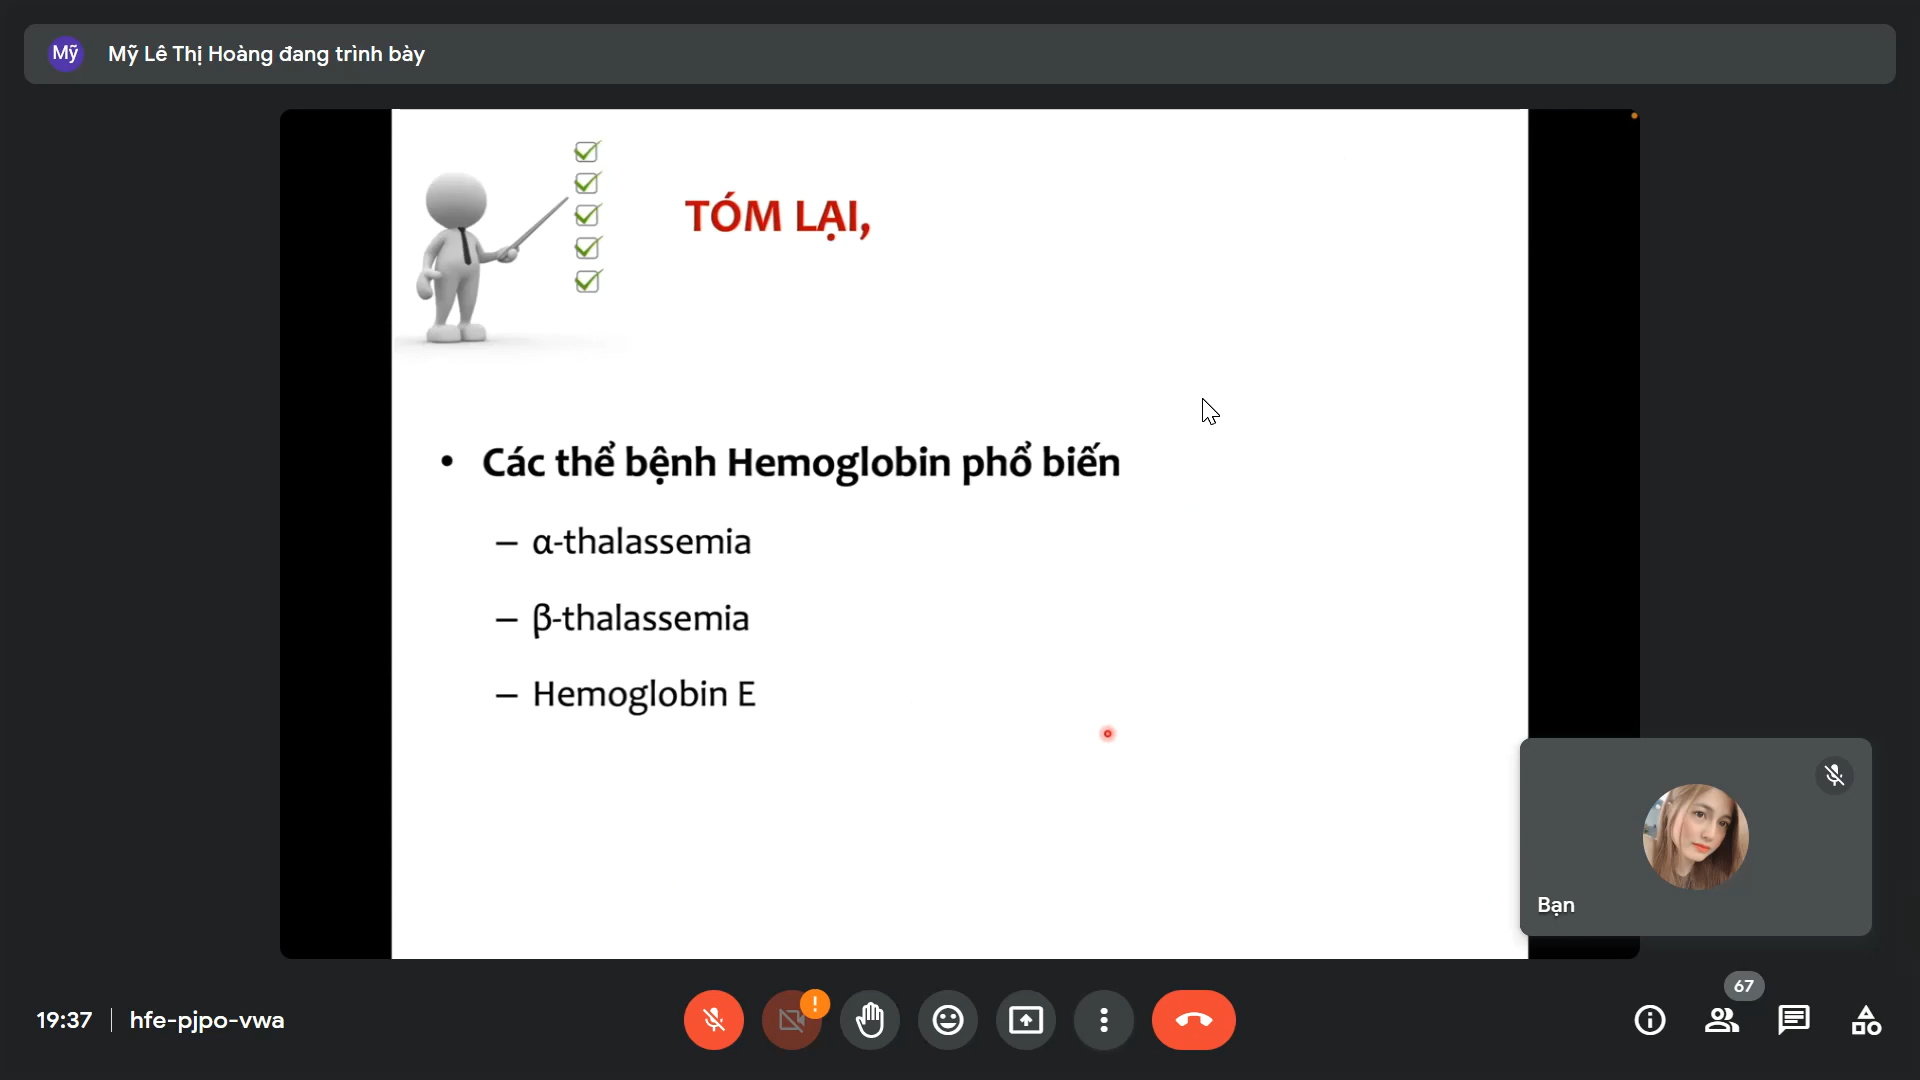 Mỹ Mỹ Lê Thị Hoàng đang trình bày
TÓM LẠI,
• Các thể bệnh Hemoglobin phổ biến
– α-thalassemia
– β-thalassemia
– Hemoglobin E
Bạn
67
19:37 | hfe-pjpo-vwa